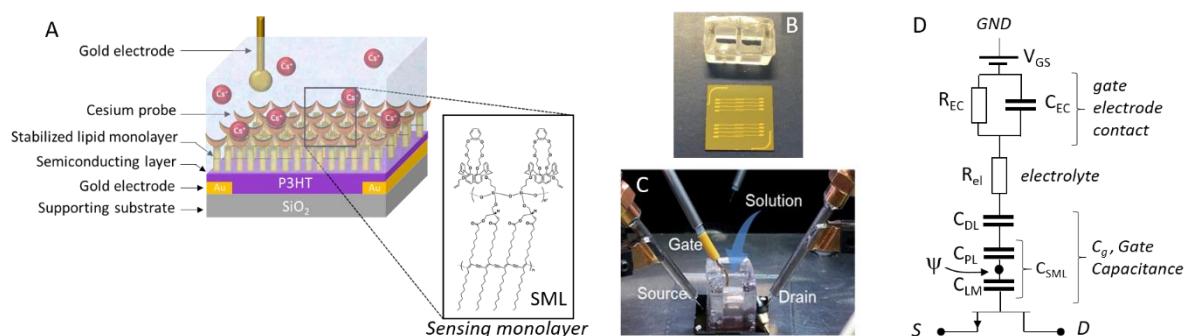 A
Gold electrode
Cesium probe
Stabilized lipid monolayer
Semiconducting layer
Gold electrode
Supporting substrate
Cs⁺
Cs⁺
Cs⁺
Cs⁺
Cs⁺
Cs⁺
P3HT
Au
Au
SiO₂
SML
Sensing monolayer
B
C
Solution
Gate
Source
Drain
D
GND
V_GS
R_EC
C_EC
gate
electrode
contact
R_el
electrolyte
C_DL
C_PL
Ψ
C_SML
C_LM
C_g, Gate
Capacitance
S
D